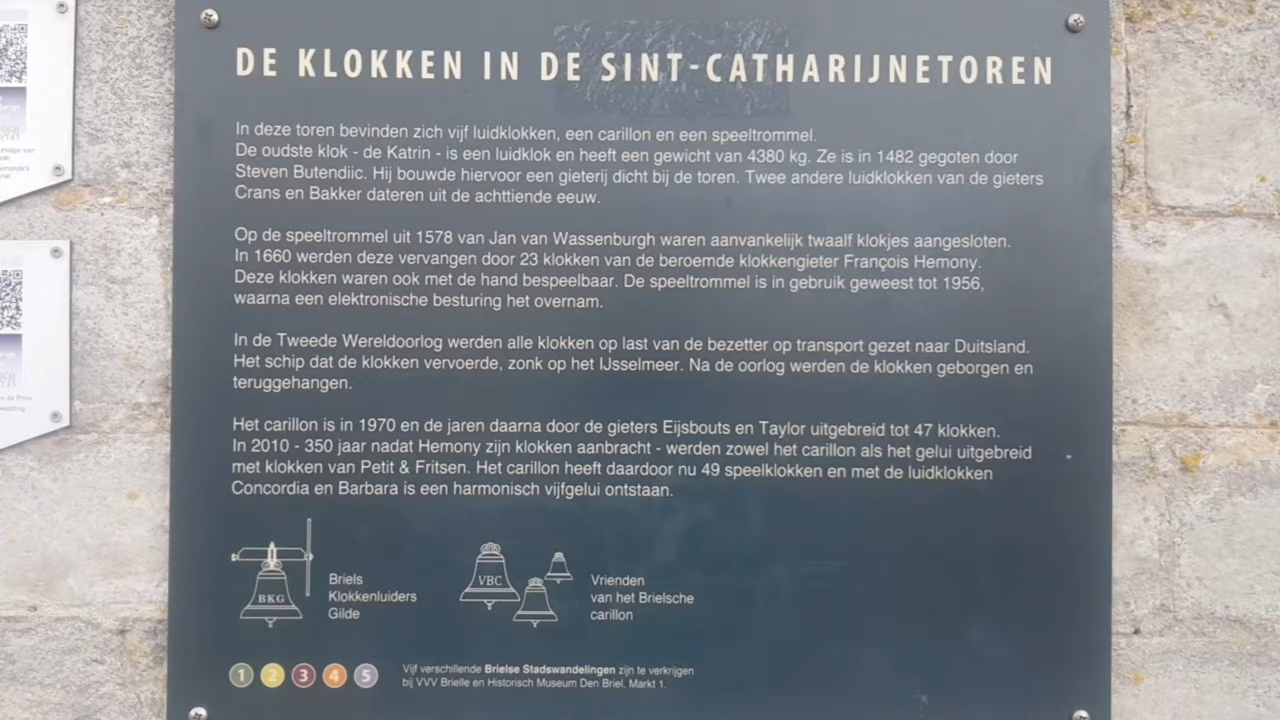 DE KLOKKEN IN DE SINT-CATHARIJNETOREN
In deze toren bevinden zich vijf luidklokken, een carillon en een speeltrommel.
De oudste klok - de Katrin - is een luidklok en heeft een gewicht van 4380 kg. Ze is in 1482 gegoten door
Steven Butendiic. Hij bouwde hiervoor een gieterij dicht bij de toren. Twee andere luidklokken van de gieters
Crans en Bakker dateren uit de achttiende eeuw.
Op de speeltrommel uit 1578 van Jan van Wassenburgh waren aanvankelijk twaalf klokjes aangesloten.
In 1660 werden deze vervangen door 23 klokken van de beroemde klokkengieter François Hemony.
Deze klokken waren ook met de hand bespeelbaar. De speeltrommel is in gebruik geweest tot 1956,
waarna een elektronische besturing het overnam.
In de Tweede Wereldoorlog werden alle klokken op last van de bezetter op transport gezet naar Duitsland.
Het schip dat de klokken vervoerde, zonk op het IJsselmeer. Na de oorlog werden de klokken geborgen en
teruggehangen.
Het carillon is in 1970 en de jaren daarna door de gieters Eijsbouts en Taylor uitgebreid tot 47 klokken.
In 2010 - 350 jaar nadat Hemony zijn klokken aanbracht - werden zowel het carillon als het gelui uitgebreid
met klokken van Petit & Fritsen. Het carillon heeft daardoor nu 49 speelklokken en met de luidklokken
Concordia en Barbara is een harmonisch vijfgelui ontstaan.
BKG
Briels
Klokkenluiders
Gilde
VBC
Vrienden
van het Brielsche
carillon
1 2 3 4 5
Vijf verschillende Brielse Stadswandelingen zijn te verkrijgen
bij VVV Brielle en Historisch Museum Den Briel, Markt 1.